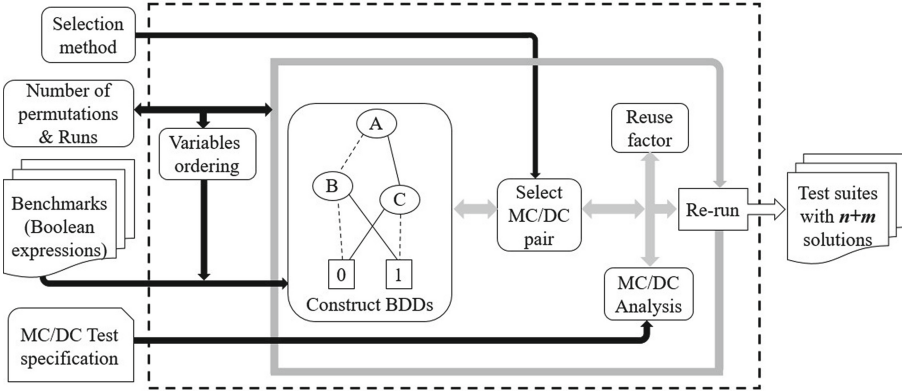 Selection
method
Number of
permutations
& Runs
Variables
ordering
Benchmarks
(Boolean
expressions)
MC/DC Test
specification
A
B
C
0
1
Construct BDDs
Select
MC/DC
pair
Reuse
factor
MC/DC
Analysis
Re-run
Test suites
with n+m
solutions